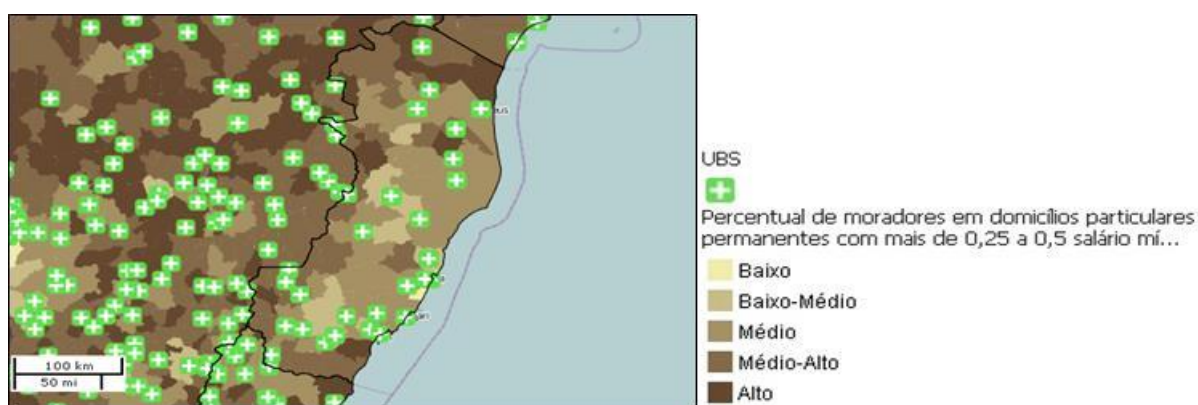 100 km
50 mi
UBS
Percentual de moradores em domicílios particulares
permanentes com mais de 0,25 a 0,5 salário mí...
Baixo
Baixo-Médio
Médio
Médio-Alto
Alto